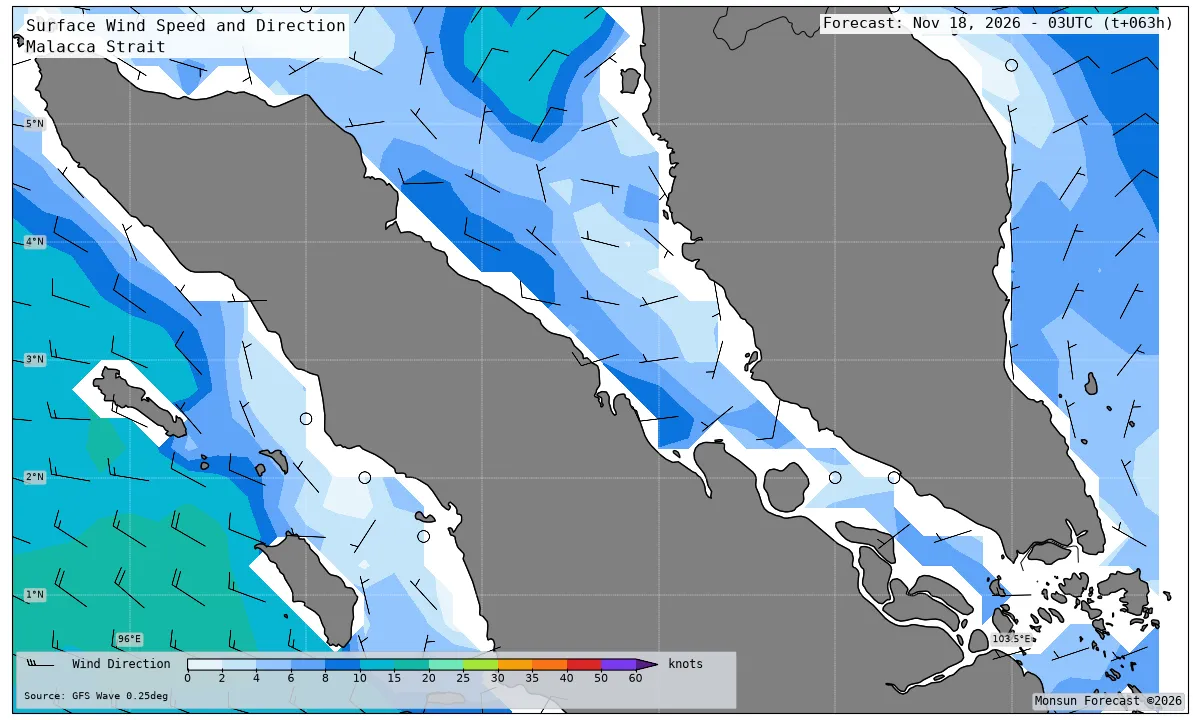 Surface Wind Speed and Direction
Malacca Strait
Forecast: Nov 18, 2026 - 03UTC (t+063h)
5°N
4°N
3°N
2°N
1°N
96°E
103.5°E
Wind Direction
knots
0 2 4 6 8 10 12 15 20 25 30 35 40 50 60
Source: GFS Wave 0.25deg
Monsun Forecast ©2026